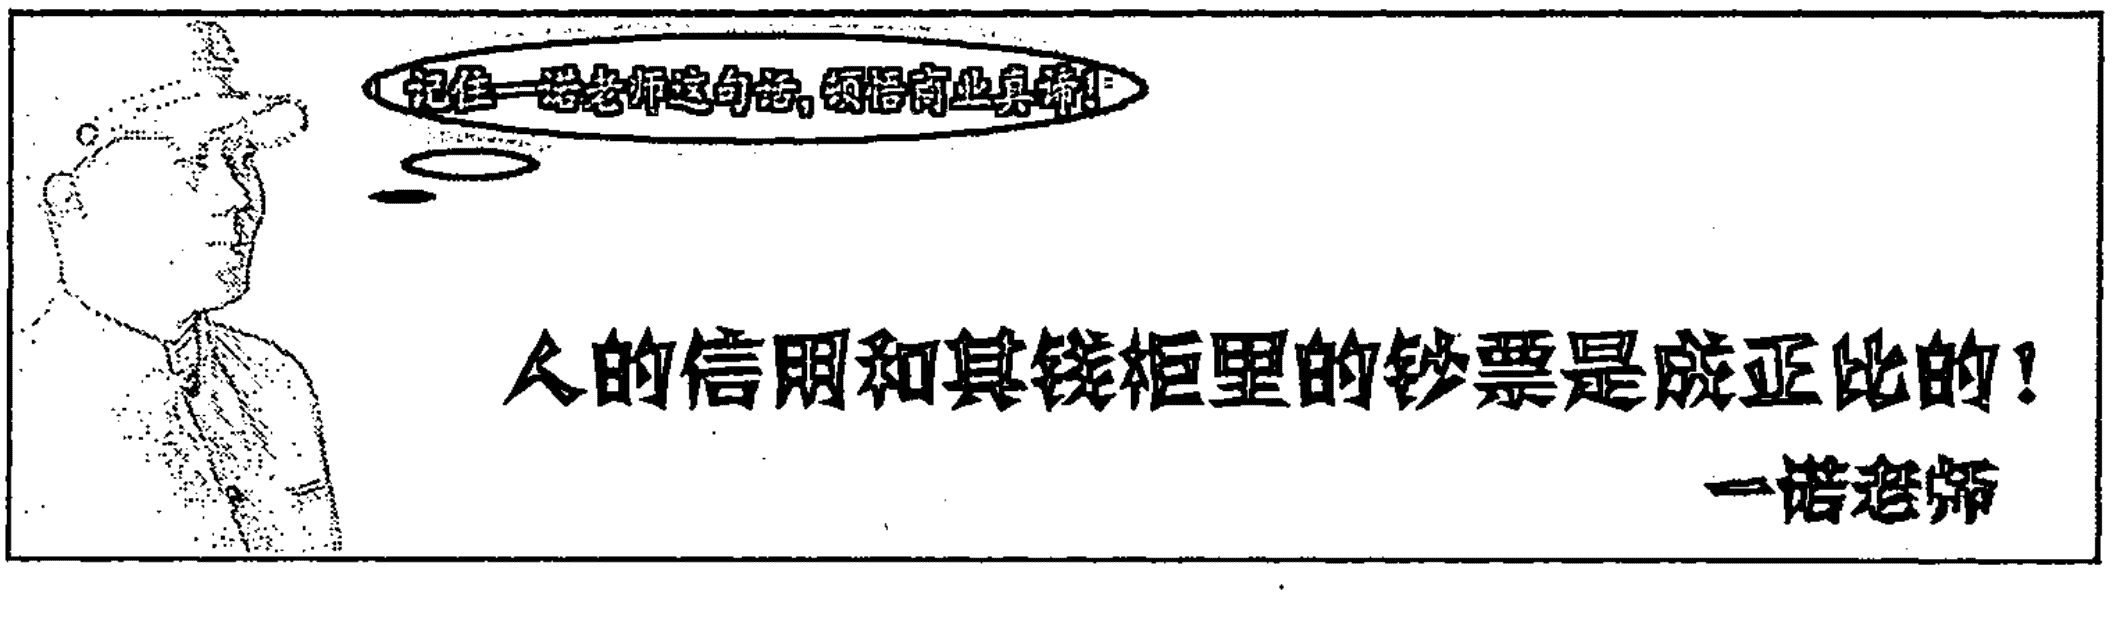 记住一诺老师这句话,领悟商业真谛!
人的信用和其钱柜里的钞票是成正比的!
一诺老师